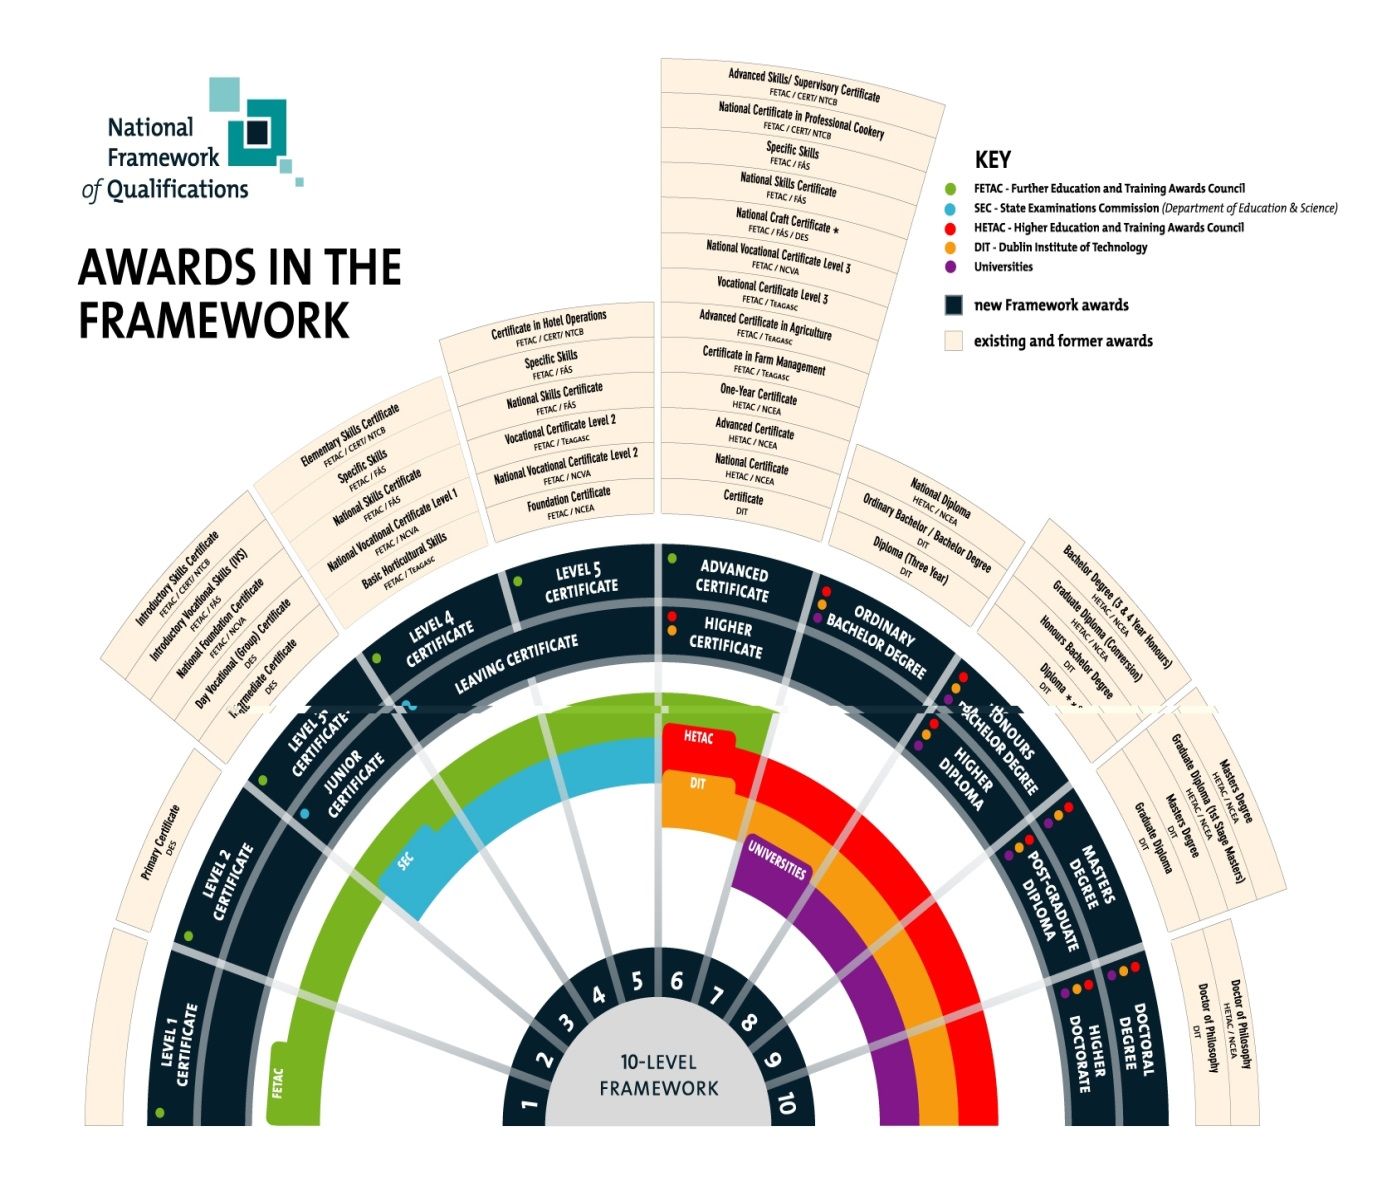 National
Framework
of Qualifications
AWARDS IN THE
FRAMEWORK
KEY
FETAC - Further Education and Training Awards Council
SEC - State Examinations Commission (Department of Education & Science)
HETAC - Higher Education and Training Awards Council
DIT - Dublin Institute of Technology
Universities
new Framework awards
existing and former awards
Primary Certificate
DES
Introductory Skills Certificate
FETAC / CERT/ NTCB
Introductory Vocational Skills (IVS)
FETAC / FÁS
National Foundation Certificate
FETAC / NCVA
Day Vocational (Group) Certificate
DES
Certificate
DES
Elementary Skills Certificate
FETAC / CERT/ NTCB
Specific Skills
FETAC / FÁS
National Skills Certificate
FETAC / FÁS
National Vocational Certificate Level 1
FETAC / NCVA
Basic Horticultural Skills
FETAC / TEAGASC
Certificate in Hotel Operations
FETAC / CERT/ NTCB
Specific Skills
FETAC / FÁS
National Skills Certificate
FETAC / FÁS
Vocational Certificate Level 2
FETAC / TEAGASC
National Vocational Certificate Level 2
FETAC / NCVA
Foundation Certificate
FETAC / NCEA
Advanced Skills/ Supervisory Certificate
FETAC / CERT/ NTCB
National Certificate in Professional Cookery
FETAC / CERT/ NTCB
Specific Skills
FETAC / FÁS
National Skills Certificate
FETAC / FÁS
National Craft Certificate *
FETAC / FÁS / DES
National Vocational Certificate Level 3
FETAC / NCVA
Vocational Certificate Level 3
FETAC / TEAGASC
Advanced Certificate in Agriculture
FETAC / TEAGASC
Certificate in Farm Management
FETAC / TEAGASC
One-Year Certificate
HETAC / NCEA
Advanced Certificate
HETAC / NCEA
National Certificate
HETAC / NCEA
Certificate
DIT
National Diploma
HETAC / NCEA
Ordinary Bachelor / Bachelor Degree
DIT
Diploma (Three Year)
DIT
Bachelor Degree (3 & 4 Year Honours)
HETAC / NCEA
Graduate Diploma (Conversion)
HETAC / NCEA
Honours Bachelor Degree
DIT
Diploma *
DIT
Masters Degree
HETAC / NCEA
Graduate Diploma (1st Stage Masters)
HETAC / NCEA
Masters Degree
DIT
Graduate Diploma
DIT
Doctor of Philosophy
HETAC / NCEA
Doctor of Philosophy
DIT
LEVEL 1
CERTIFICATE
LEVEL 2
CERTIFICATE
LEVEL 3
CERTIFICATE
LEVEL 4
CERTIFICATE
LEVEL 5
CERTIFICATE
ADVANCED
CERTIFICATE
ORDINARY
BACHELOR DEGREE
HONOURS
BACHELOR DEGREE
MASTERS
DEGREE
DOCTORAL
DEGREE
JUNIOR
CERTIFICATE
LEAVING CERTIFICATE
HIGHER
CERTIFICATE
HIGHER
DIPLOMA
POST-GRADUATE
DIPLOMA
HIGHER
DOCTORATE
FETAC
SEC
HETAC
DIT
UNIVERSITIES
1
2
3
4
5
6
7
8
9
10
10-LEVEL
FRAMEWORK